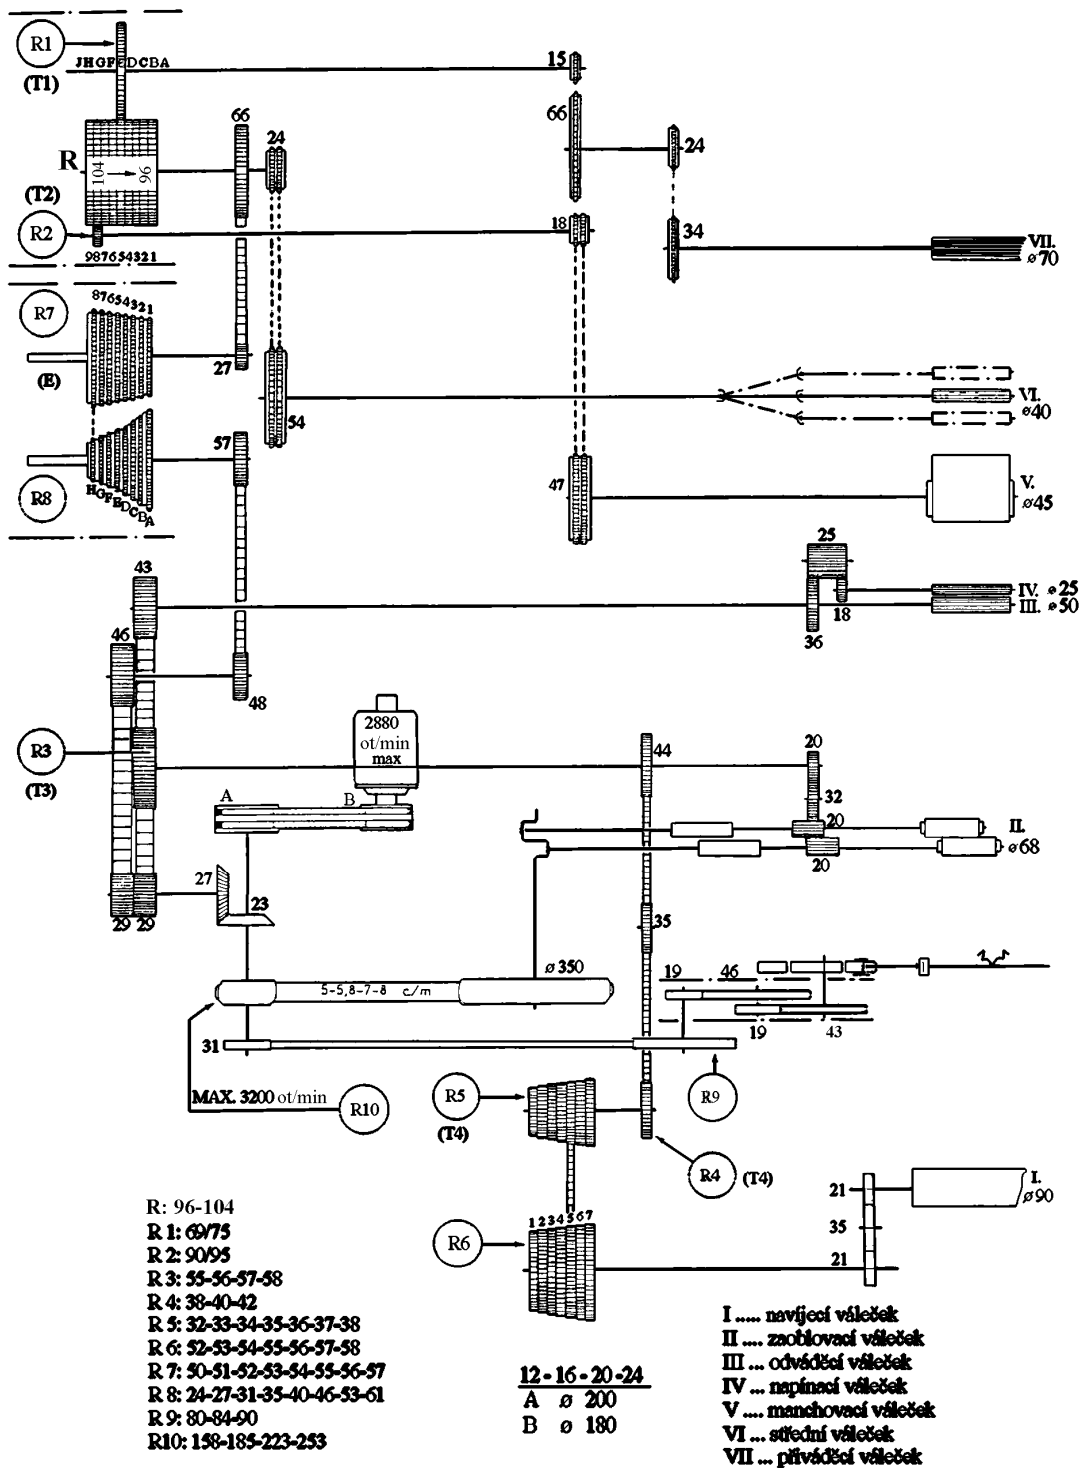 R1
JHGFEDCBA
(T1)
15
66
24
66
24
R
104
96
(T2)
R2
18
34
VII.
ø70
987654321
R7
87654321
27
(E)
54
VI.
ø40
57
R8
HGFEDCBA
47
V.
ø45
25
43
IV. ø25
III. ø50
18
36
46
48
2880
ot/min
max
R3
(T3)
44
20
A
B
32
20
II.
ø68
20
27
23
29 29
35
ø350
19
46
5-5,8-7-8 c/m
19
43
31
R9
MAX. 3200 ot/min
R10
R5
(T4)
R4
(T4)
21
I.
ø90
35
21
1234567
R6
R: 96-104
R 1: 69/75
R 2: 90/95
R 3: 55-56-57-58
R 4: 38-40-42
R 5: 32-33-34-35-36-37-38
R 6: 52-53-54-55-56-57-58
R 7: 50-51-52-53-54-55-56-57
R 8: 24-27-31-35-40-46-53-61
R 9: 80-84-90
R10: 158-185-223-253
12 - 16 - 20 - 24
A ø 200
B ø 180
I ..... navíjecí váleček
II .... zaoblovací váleček
III ... odváděcí váleček
IV ... napínací váleček
V .... manchovací váleček
VI ... střední váleček
VII ... přiváděcí váleček